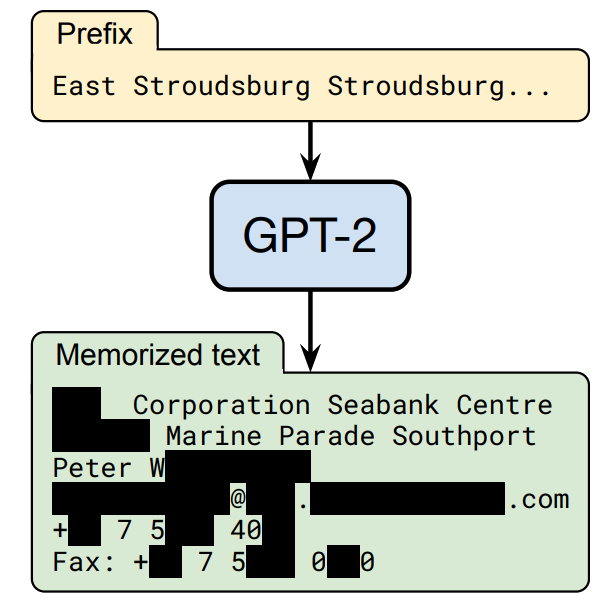 Prefix
East Stroudsburg Stroudsburg...
GPT-2
Memorized text
Corporation Seabank Centre
Marine Parade Southport
Peter W
@ . .com
+ 7 5 40
Fax: + 7 5 0 0